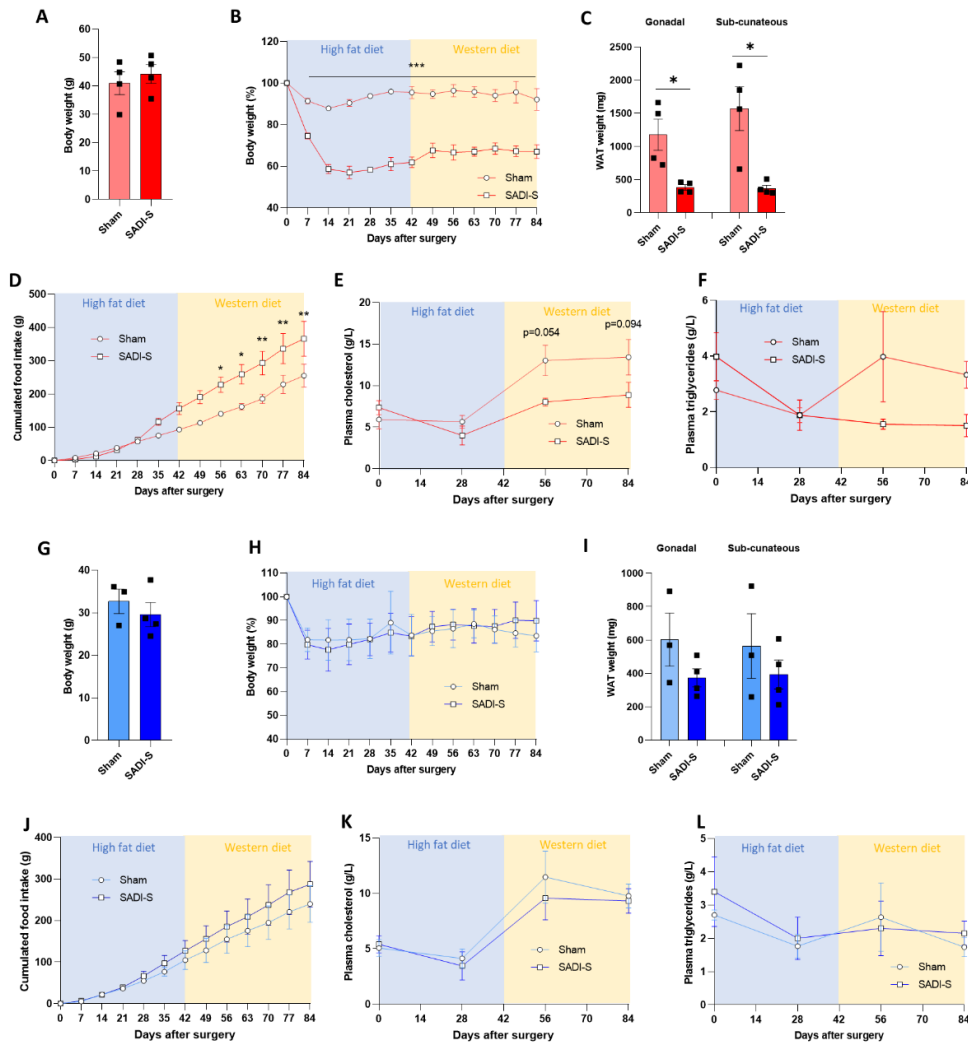 A
Body weight (g)
60
50
40
30
20
10
0
Sham
SADI-S
B
Body weight (%)
120
100
80
60
40
High fat diet
Western diet
***
Sham
SADI-S
0 7 14 21 28 35 42 49 56 63 70 77 84
Days after surgery
C
Gonadal
Sub-cunateous
WAT weight (mg)
2500
2000
1500
1000
500
0
*
*
Sham
SADI-S
Sham
SADI-S
D
Cumulated food intake (g)
500
400
300
200
100
0
High fat diet
Western diet
Sham
SADI-S
* * ** ** **
0 7 14 21 28 35 42 49 56 63 70 77 84
Days after surgery
E
Plasma cholesterol (g/L)
20
15
10
5
0
High fat diet
Western diet
p=0.054
p=0.094
Sham
SADI-S
0 14 28 42 56 70 84
Days after surgery
F
Plasma triglycerides (g/L)
6
4
2
0
High fat diet
Western diet
Sham
SADI-S
0 14 28 42 56 70 84
Days after surgery
G
Body weight (g)
40
30
20
10
0
Sham
SADI-S
H
Body weight (%)
110
100
90
80
70
60
50
40
High fat diet
Western diet
Sham
SADI-S
0 7 14 21 28 35 42 49 56 63 70 77 84
Days after surgery
I
Gonadal
Sub-cunateous
WAT weight (mg)
1000
800
600
400
200
0
Sham
SADI-S
Sham
SADI-S
J
Cumulated food intake (g)
400
300
200
100
0
High fat diet
Western diet
Sham
SADI-S
0 7 14 21 28 35 42 49 56 63 70 77 84
Days after surgery
K
Plasma cholesterol (g/L)
15
10
5
0
High fat diet
Western diet
Sham
SADI-S
0 14 28 42 56 70 84
Days after surgery
L
Plasma triglycerides (g/L)
5
4
3
2
1
0
High fat diet
Western diet
Sham
SADI-S
0 14 28 42 56 70 84
Days after surgery